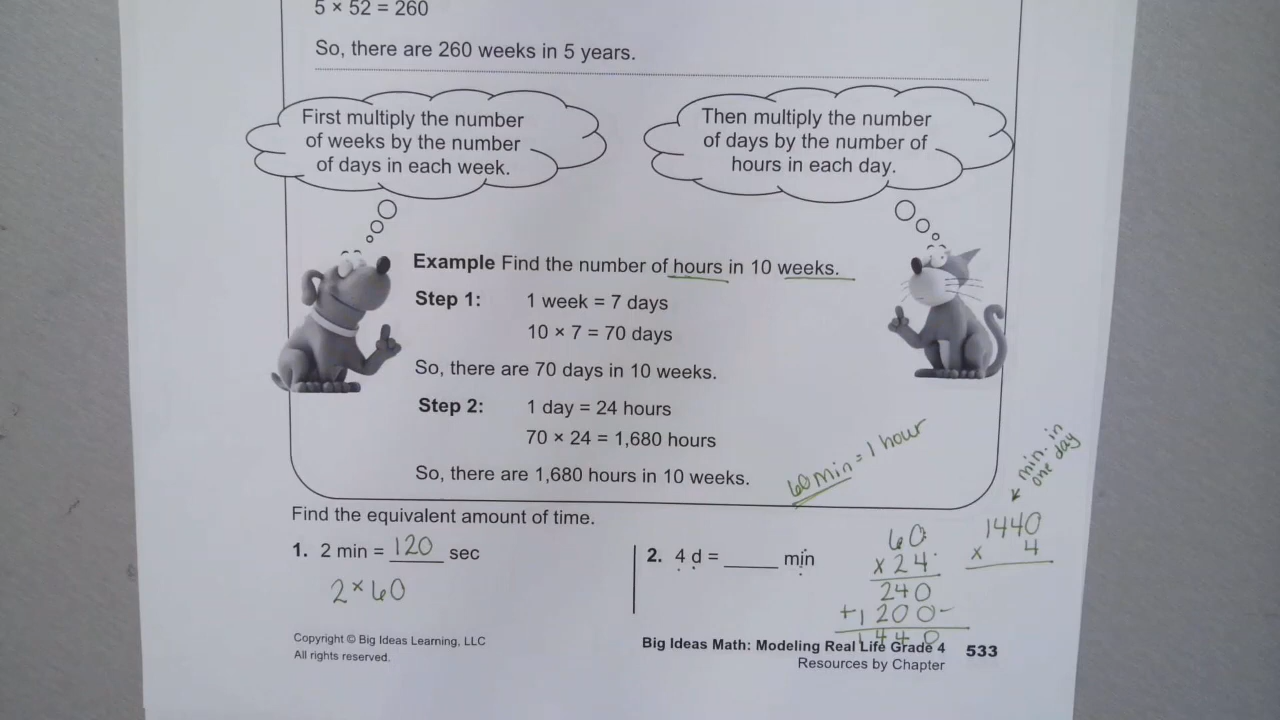 5 × 52 = 260
So, there are 260 weeks in 5 years.
First multiply the number
of weeks by the number
of days in each week.
Then multiply the number
of days by the number of
hours in each day.
Example Find the number of hours in 10 weeks.
Step 1: 1 week = 7 days
10 × 7 = 70 days
So, there are 70 days in 10 weeks.
Step 2: 1 day = 24 hours
70 × 24 = 1,680 hours
So, there are 1,680 hours in 10 weeks.
60 min = 1 hour
min. in
one day
Find the equivalent amount of time.
1. 2 min = 120 sec
2 × 60
2. 4 d = ____ min
60
× 24
240
+1200
1440
1440
× 4
Copyright © Big Ideas Learning, LLC
All rights reserved.
Big Ideas Math: Modeling Real Life Grade 4 533
Resources by Chapter